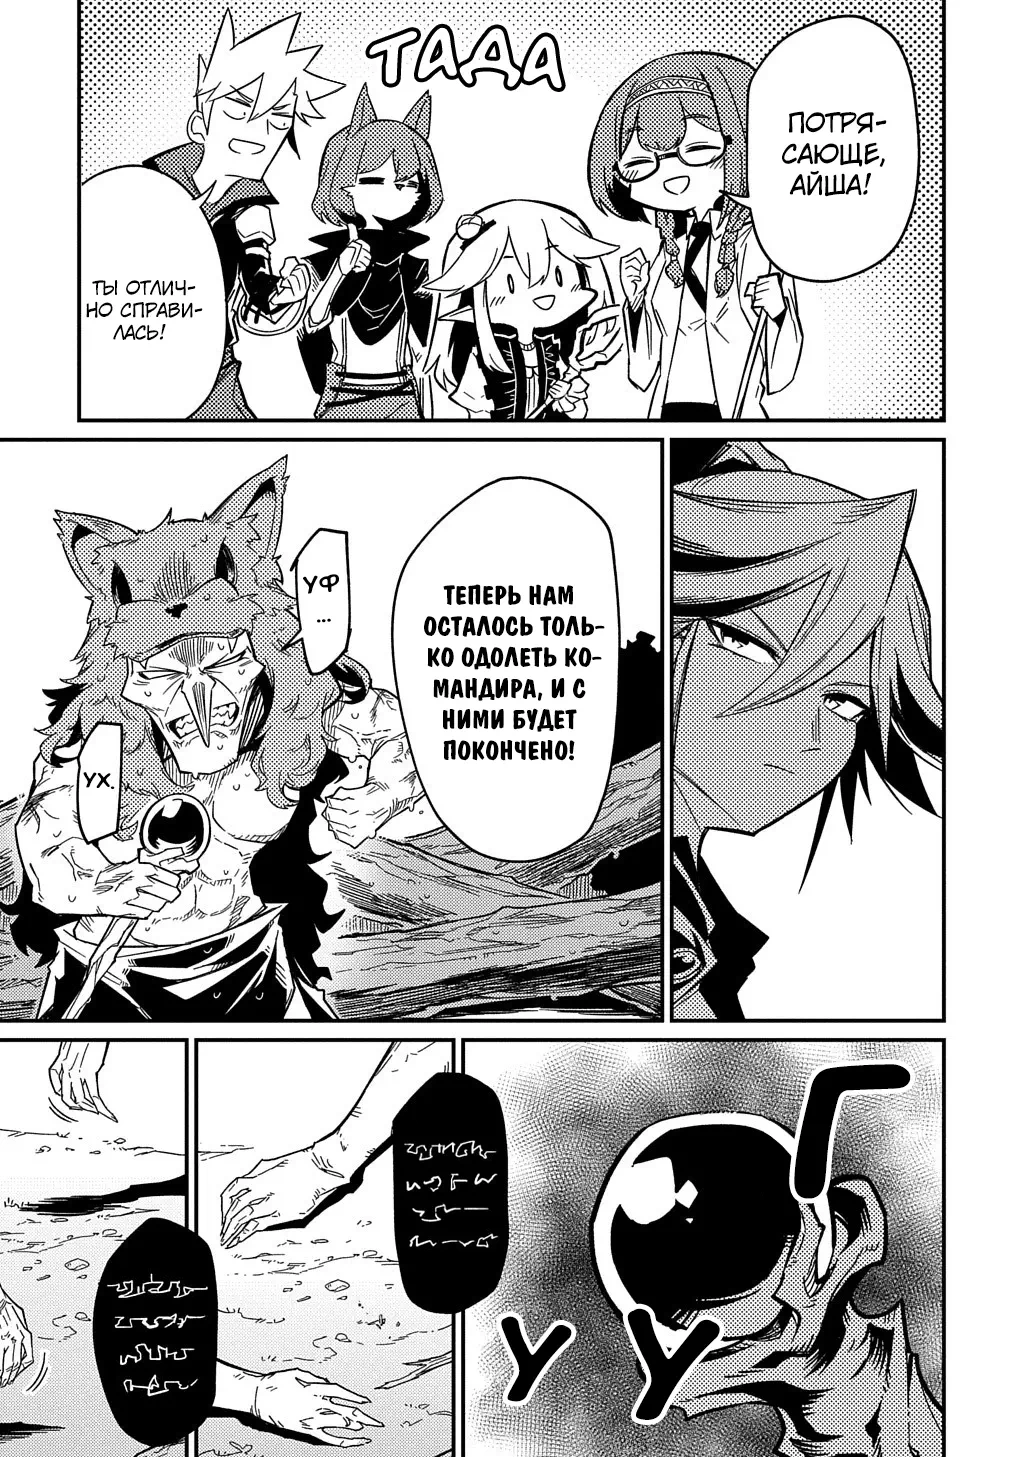 ТАДА
ПОТРЯ-
САЮЩЕ,
АЙША!
ТЫ ОТЛИЧ-
НО СПРАВИ-
ЛАСЬ!
ТЕПЕРЬ НАМ
ОСТАЛОСЬ ТОЛЬ-
КО ОДОЛЕТЬ КО-
МАНДИРА, И С
НИМИ БУДЕТ
ПОКОНЧЕНО!
УФ
...
УХ.
Г
У
У